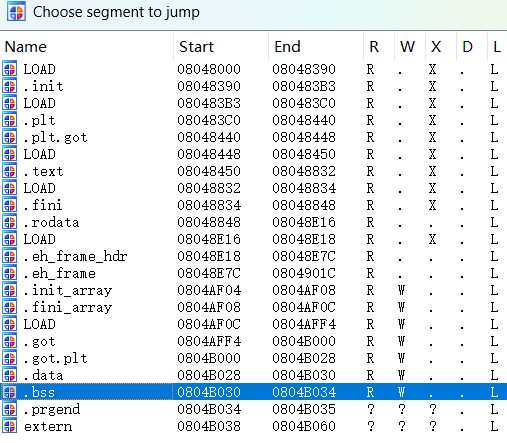 Choose segment to jump
Name Start End R W X D L
LOAD 08048000 08048390 R . X . L
.init 08048390 080483B3 R . X . L
LOAD 080483B3 080483C0 R . X . L
.plt 080483C0 08048440 R . X . L
.plt.got 08048440 08048448 R . X . L
LOAD 08048448 08048450 R . X . L
.text 08048450 08048832 R . X . L
LOAD 08048832 08048834 R . X . L
.fini 08048834 08048848 R . X . L
.rodata 08048848 08048E16 R . . . L
LOAD 08048E16 08048E18 R . X . L
.eh_frame_hdr 08048E18 08048E7C R . . . L
.eh_frame 08048E7C 0804901C R . . . L
.init_array 0804AF04 0804AF08 R W . . L
.fini_array 0804AF08 0804AF0C R W . . L
LOAD 0804AF0C 0804AFF4 R W . . L
.got 0804AFF4 0804B000 R W . . L
.got.plt 0804B000 0804B028 R W . . L
.data 0804B028 0804B030 R W . . L
.bss 0804B030 0804B034 R W . . L
.prgend 0804B034 0804B035 ? ? ? . L
extern 0804B038 0804B060 ? ? ? . L